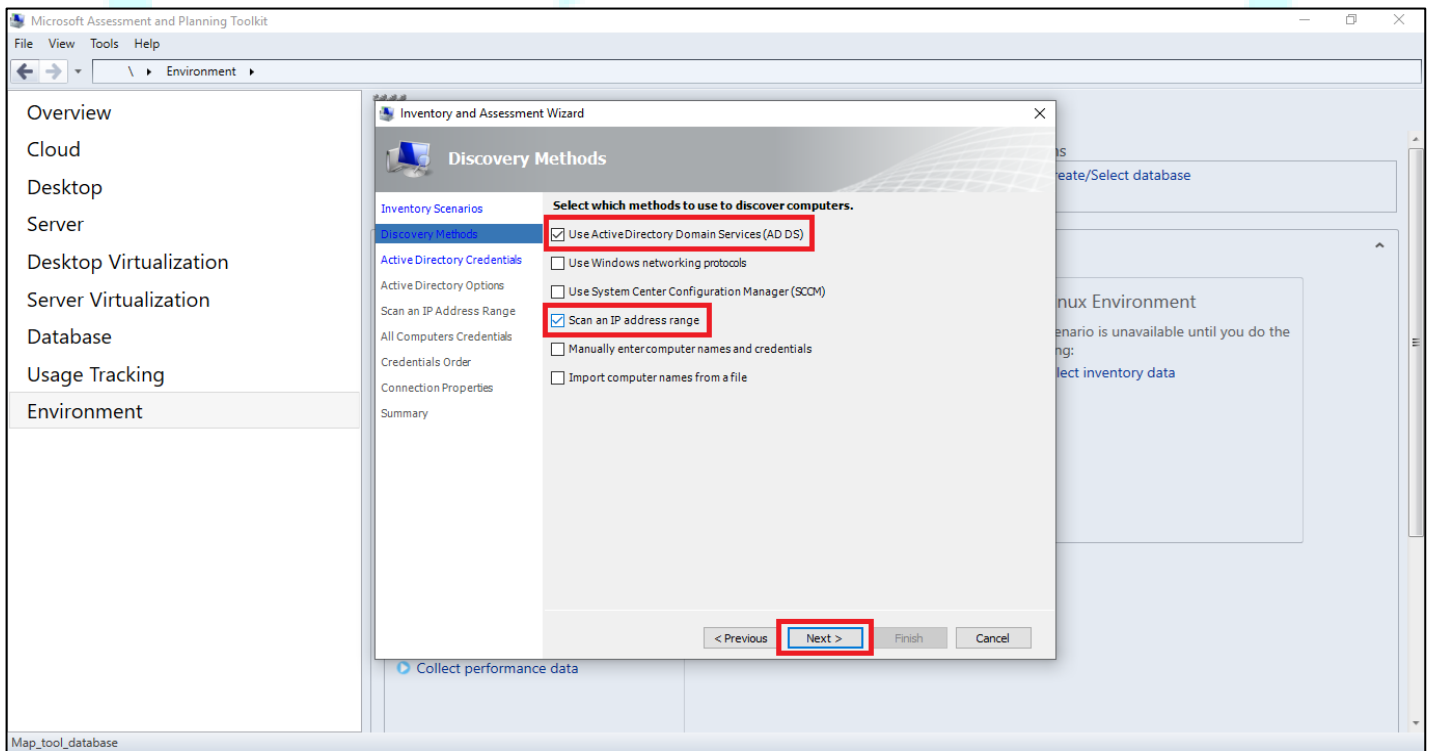 Microsoft Assessment and Planning Toolkit
File View Tools Help
\ Environment
Overview
Cloud
Desktop
Server
Desktop Virtualization
Server Virtualization
Database
Usage Tracking
Environment
Inventory and Assessment Wizard
Discovery Methods
Inventory Scenarios
Discovery Methods
Active Directory Credentials
Active Directory Options
Scan an IP Address Range
All Computers Credentials
Credentials Order
Connection Properties
Summary
Select which methods to use to discover computers.
Use Active Directory Domain Services (AD DS)
Use Windows networking protocols
Use System Center Configuration Manager (SCCM)
Scan an IP address range
Manually enter computer names and credentials
Import computer names from a file
< Previous Next > Finish Cancel
ns
reate/Select database
nux Environment
enario is unavailable until you do the
ng:
lect inventory data
Collect performance data
Map_tool_database